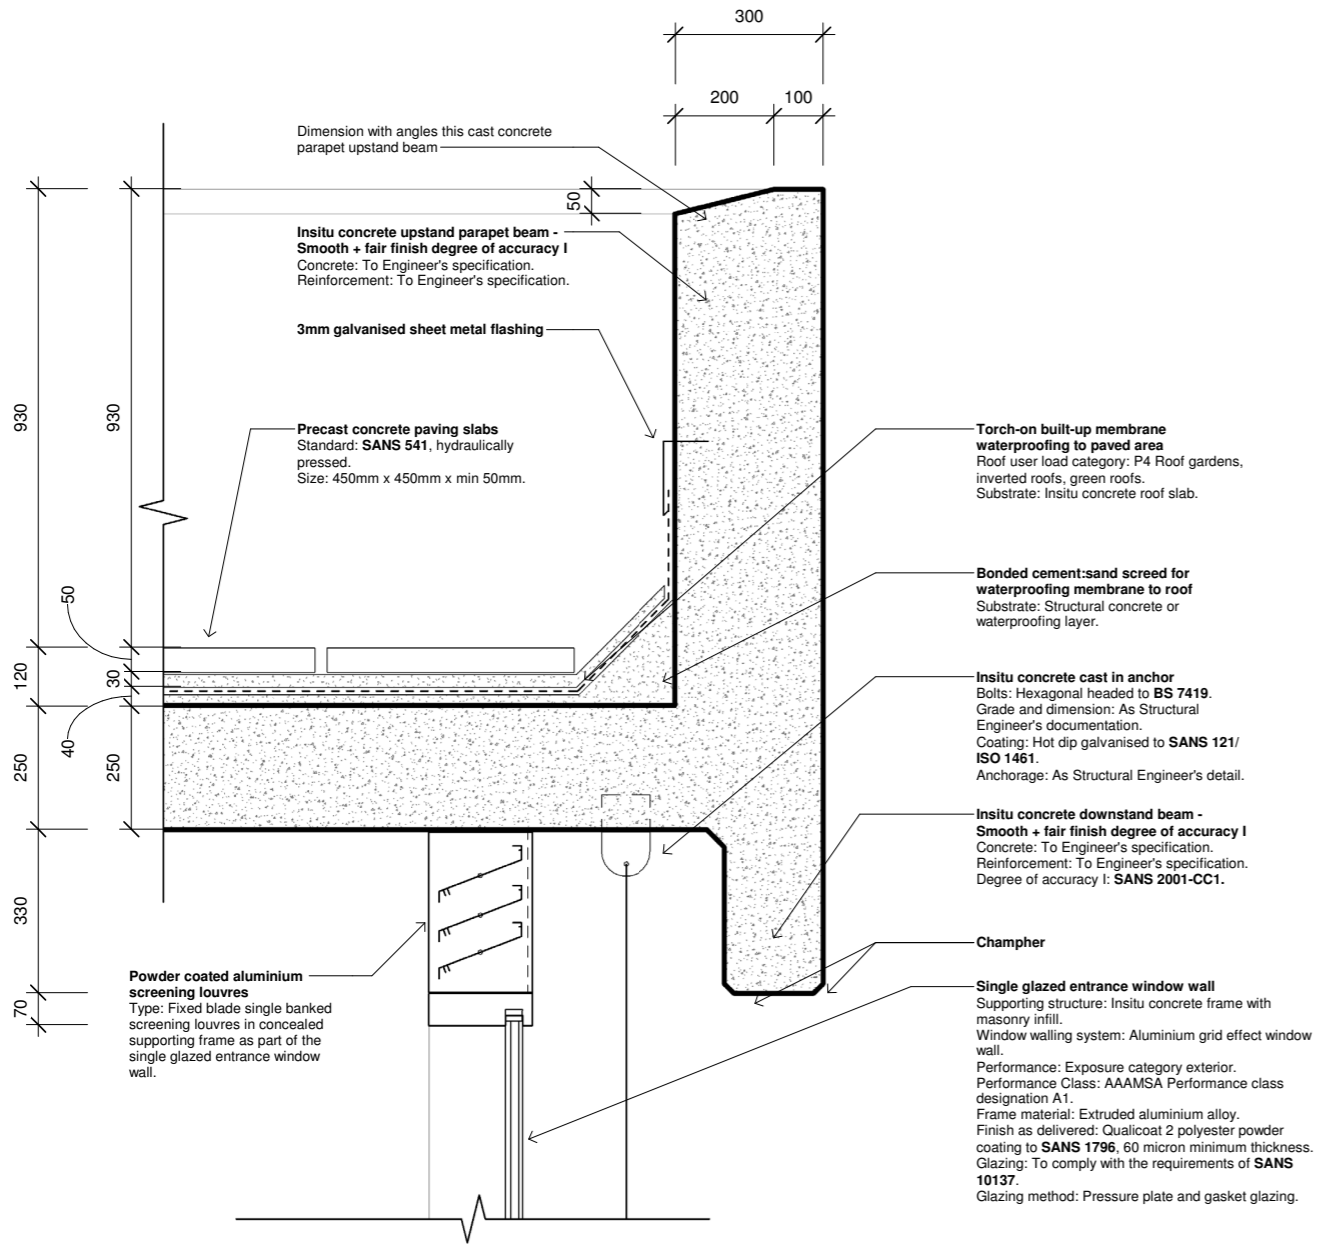 300
200
100
Dimension with angles this cast concrete
parapet upstand beam
50
Insitu concrete upstand parapet beam -
Smooth + fair finish degree of accuracy I
Concrete: To Engineer's specification.
Reinforcement: To Engineer's specification.
3mm galvanised sheet metal flashing
930
930
Precast concrete paving slabs
Standard: SANS 541, hydraulically
pressed.
Size: 450mm x 450mm x min 50mm.
Torch-on built-up membrane
waterproofing to paved area
Roof user load category: P4 Roof gardens,
inverted roofs, green roofs.
Substrate: Insitu concrete roof slab.
Bonded cement:sand screed for
waterproofing membrane to roof
Substrate: Structural concrete or
waterproofing layer.
50
120
30
40
250
250
Insitu concrete cast in anchor
Bolts: Hexagonal headed to BS 7419.
Grade and dimension: As Structural
Engineer's documentation.
Coating: Hot dip galvanised to SANS 121/
ISO 1461.
Anchorage: As Structural Engineer's detail.
Insitu concrete downstand beam -
Smooth + fair finish degree of accuracy I
Concrete: To Engineer's specification.
Reinforcement: To Engineer's specification.
Degree of accuracy I: SANS 2001-CC1.
330
70
Champher
Powder coated aluminium
screening louvres
Type: Fixed blade single banked
screening louvres in concealed
supporting frame as part of the
single glazed entrance window
wall.
Single glazed entrance window wall
Supporting structure: Insitu concrete frame with
masonry infill.
Window walling system: Aluminium grid effect window
wall.
Performance: Exposure category exterior.
Performance Class: AAAMSA Performance class
designation A1.
Frame material: Extruded aluminium alloy.
Finish as delivered: Qualicoat 2 polyester powder
coating to SANS 1796, 60 micron minimum thickness.
Glazing: To comply with the requirements of SANS
10137.
Glazing method: Pressure plate and gasket glazing.